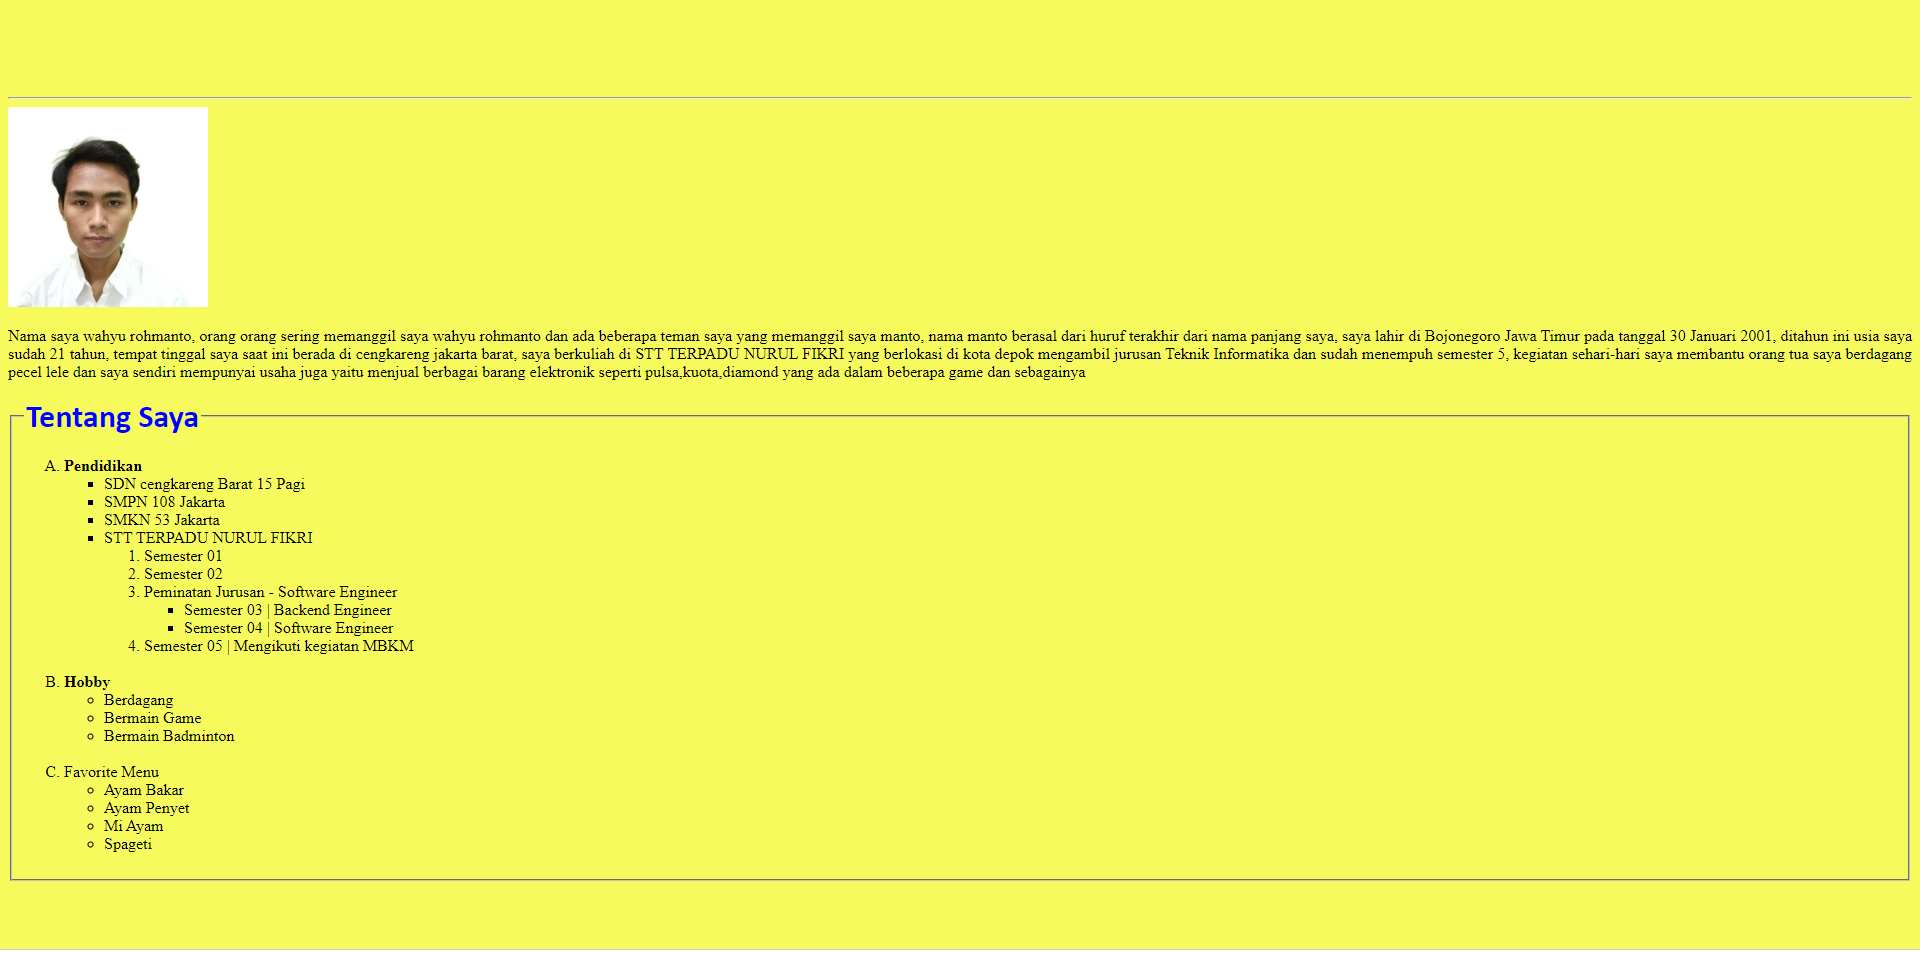 Nama saya wahyu rohmanto, orang orang sering memanggil saya wahyu rohmanto dan ada beberapa teman saya yang memanggil saya manto, nama manto berasal dari huruf terakhir dari nama panjang saya, saya lahir di Bojonegoro Jawa Timur pada tanggal 30 Januari 2001, ditahun ini usia saya
sudah 21 tahun, tempat tinggal saya saat ini berada di cengkareng jakarta barat, saya berkuliah di STT TERPADU NURUL FIKRI yang berlokasi di kota depok mengambil jurusan Teknik Informatika dan sudah menempuh semester 5, kegiatan sehari-hari saya membantu orang tua saya berdagang
pecel lele dan saya sendiri mempunyai usaha juga yaitu menjual berbagai barang elektronik seperti pulsa,kuota,diamond yang ada dalam beberapa game dan sebagainya
Tentang Saya
A. Pendidikan
▪ SDN cengkareng Barat 15 Pagi
▪ SMPN 108 Jakarta
▪ SMKN 53 Jakarta
▪ STT TERPADU NURUL FIKRI
1. Semester 01
2. Semester 02
3. Peminatan Jurusan - Software Engineer
▪ Semester 03 | Backend Engineer
▪ Semester 04 | Software Engineer
4. Semester 05 | Mengikuti kegiatan MBKM
B. Hobby
◦ Berdagang
◦ Bermain Game
◦ Bermain Badminton
C. Favorite Menu
◦ Ayam Bakar
◦ Ayam Penyet
◦ Mi Ayam
◦ Spageti